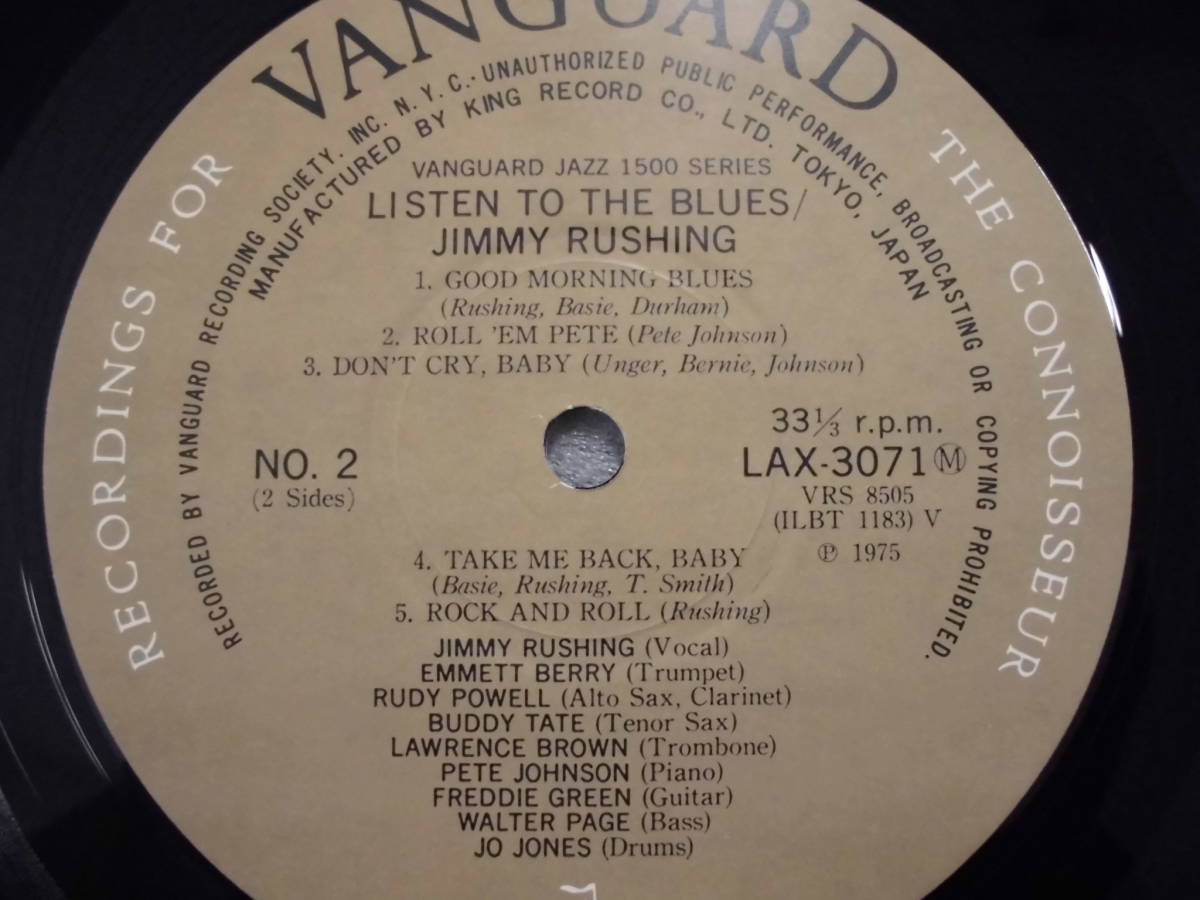 VANGUARD
RECORDINGS FOR THE CONNOISSEUR
RECORDED BY VANGUARD RECORDING SOCIETY. INC. N. Y. C.・UNAUTHORIZED PUBLIC PERFORMANCE, BROADCASTING OR COPYING PROHIBITED.
MANUFACTURED BY KING RECORD CO., LTD. TOKYO, JAPAN
VANGUARD JAZZ 1500 SERIES
LISTEN TO THE BLUES/
JIMMY RUSHING
1. GOOD MORNING BLUES
(Rushing, Basie, Durham)
2. ROLL 'EM PETE (Pete Johnson)
3. DON'T CRY, BABY (Unger, Bernie, Johnson)
33⅓ r.p.m.
NO. 2
(2 Sides)
LAX-3071 Ⓜ
VRS 8505
(ILBT 1183) V
℗ 1975
4. TAKE ME BACK, BABY
(Basie, Rushing, T. Smith)
5. ROCK AND ROLL (Rushing)
JIMMY RUSHING (Vocal)
EMMETT BERRY (Trumpet)
RUDY POWELL (Alto Sax, Clarinet)
BUDDY TATE (Tenor Sax)
LAWRENCE BROWN (Trombone)
PETE JOHNSON (Piano)
FREDDIE GREEN (Guitar)
WALTER PAGE (Bass)
JO JONES (Drums)